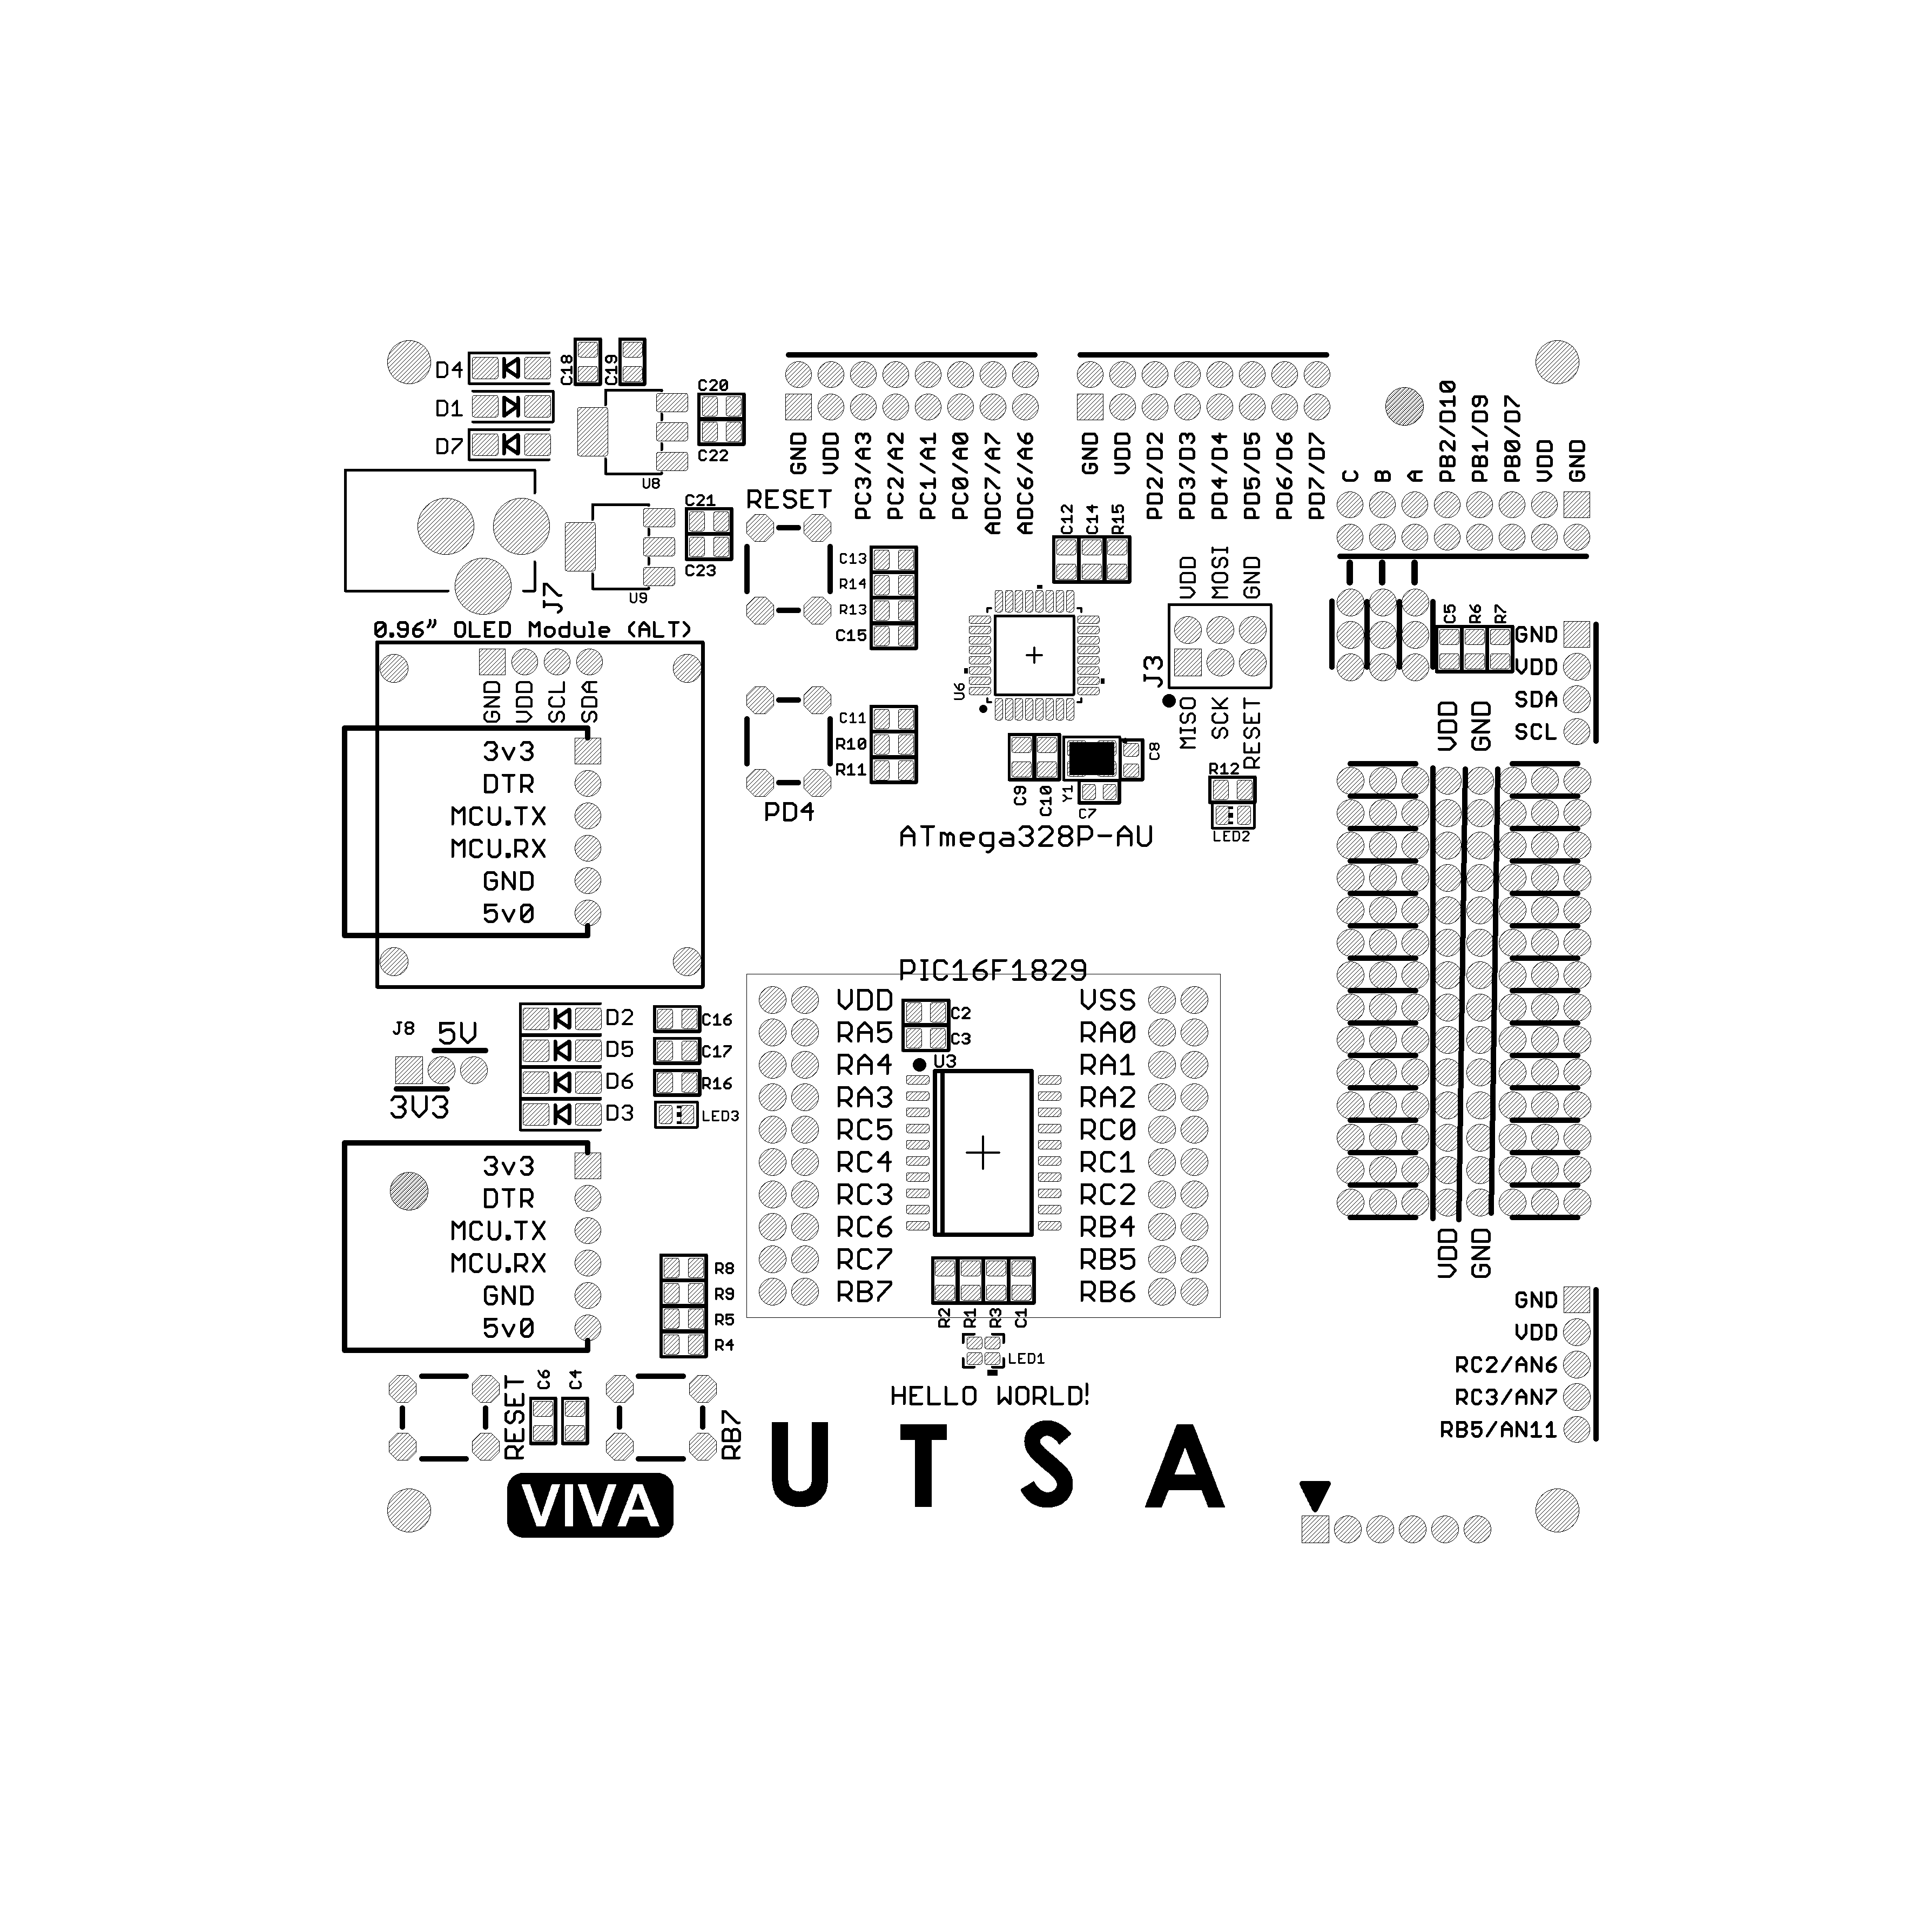 D4
C18
C19
D1
D7
C20
C22
U8
GND
VDD
PC3/A3
PC2/A2
PC1/A1
PC0/A0
ADC7/A7
ADC6/A6
GND
VDD
PD2/D2
PD3/D3
PD4/D4
PD5/D5
PD6/D6
PD7/D7
C
B
A
PB2/D10
PB1/D9
PB0/D7
VDD
GND
J7
C21
C23
U9
RESET
C13
R14
R13
C15
C12
C14
R15
U6
VDD
MOSI
GND
J3
MISO
SCK
RESET
C5
R6
R7
GND
VDD
SDA
SCL
0.96” OLED Module (ALT)
GND
VDD
SCL
SDA
3v3
DTR
MCU.TX
MCU.RX
GND
5v0
C11
R10
R11
PD4
C9
C10
Y1
C7
C8
R12
LED2
ATmega328P-AU
VDD
GND
J8
5V
3V3
D2
D5
D6
D3
C16
C17
R16
LED3
PIC16F1829
VDD
RA5
RA4
RA3
RC5
RC4
RC3
RC6
RC7
RB7
C2
C3
U3
VSS
RA0
RA1
RA2
RC0
RC1
RC2
RB4
RB5
RB6
R2
R1
R3
C1
LED1
HELLO WORLD!
3v3
DTR
MCU.TX
MCU.RX
GND
5v0
R8
R9
R5
R4
RESET
C6
C4
RB7
VDD
GND
GND
VDD
RC2/AN6
RC3/AN7
RB5/AN11
VIVA
U T S A